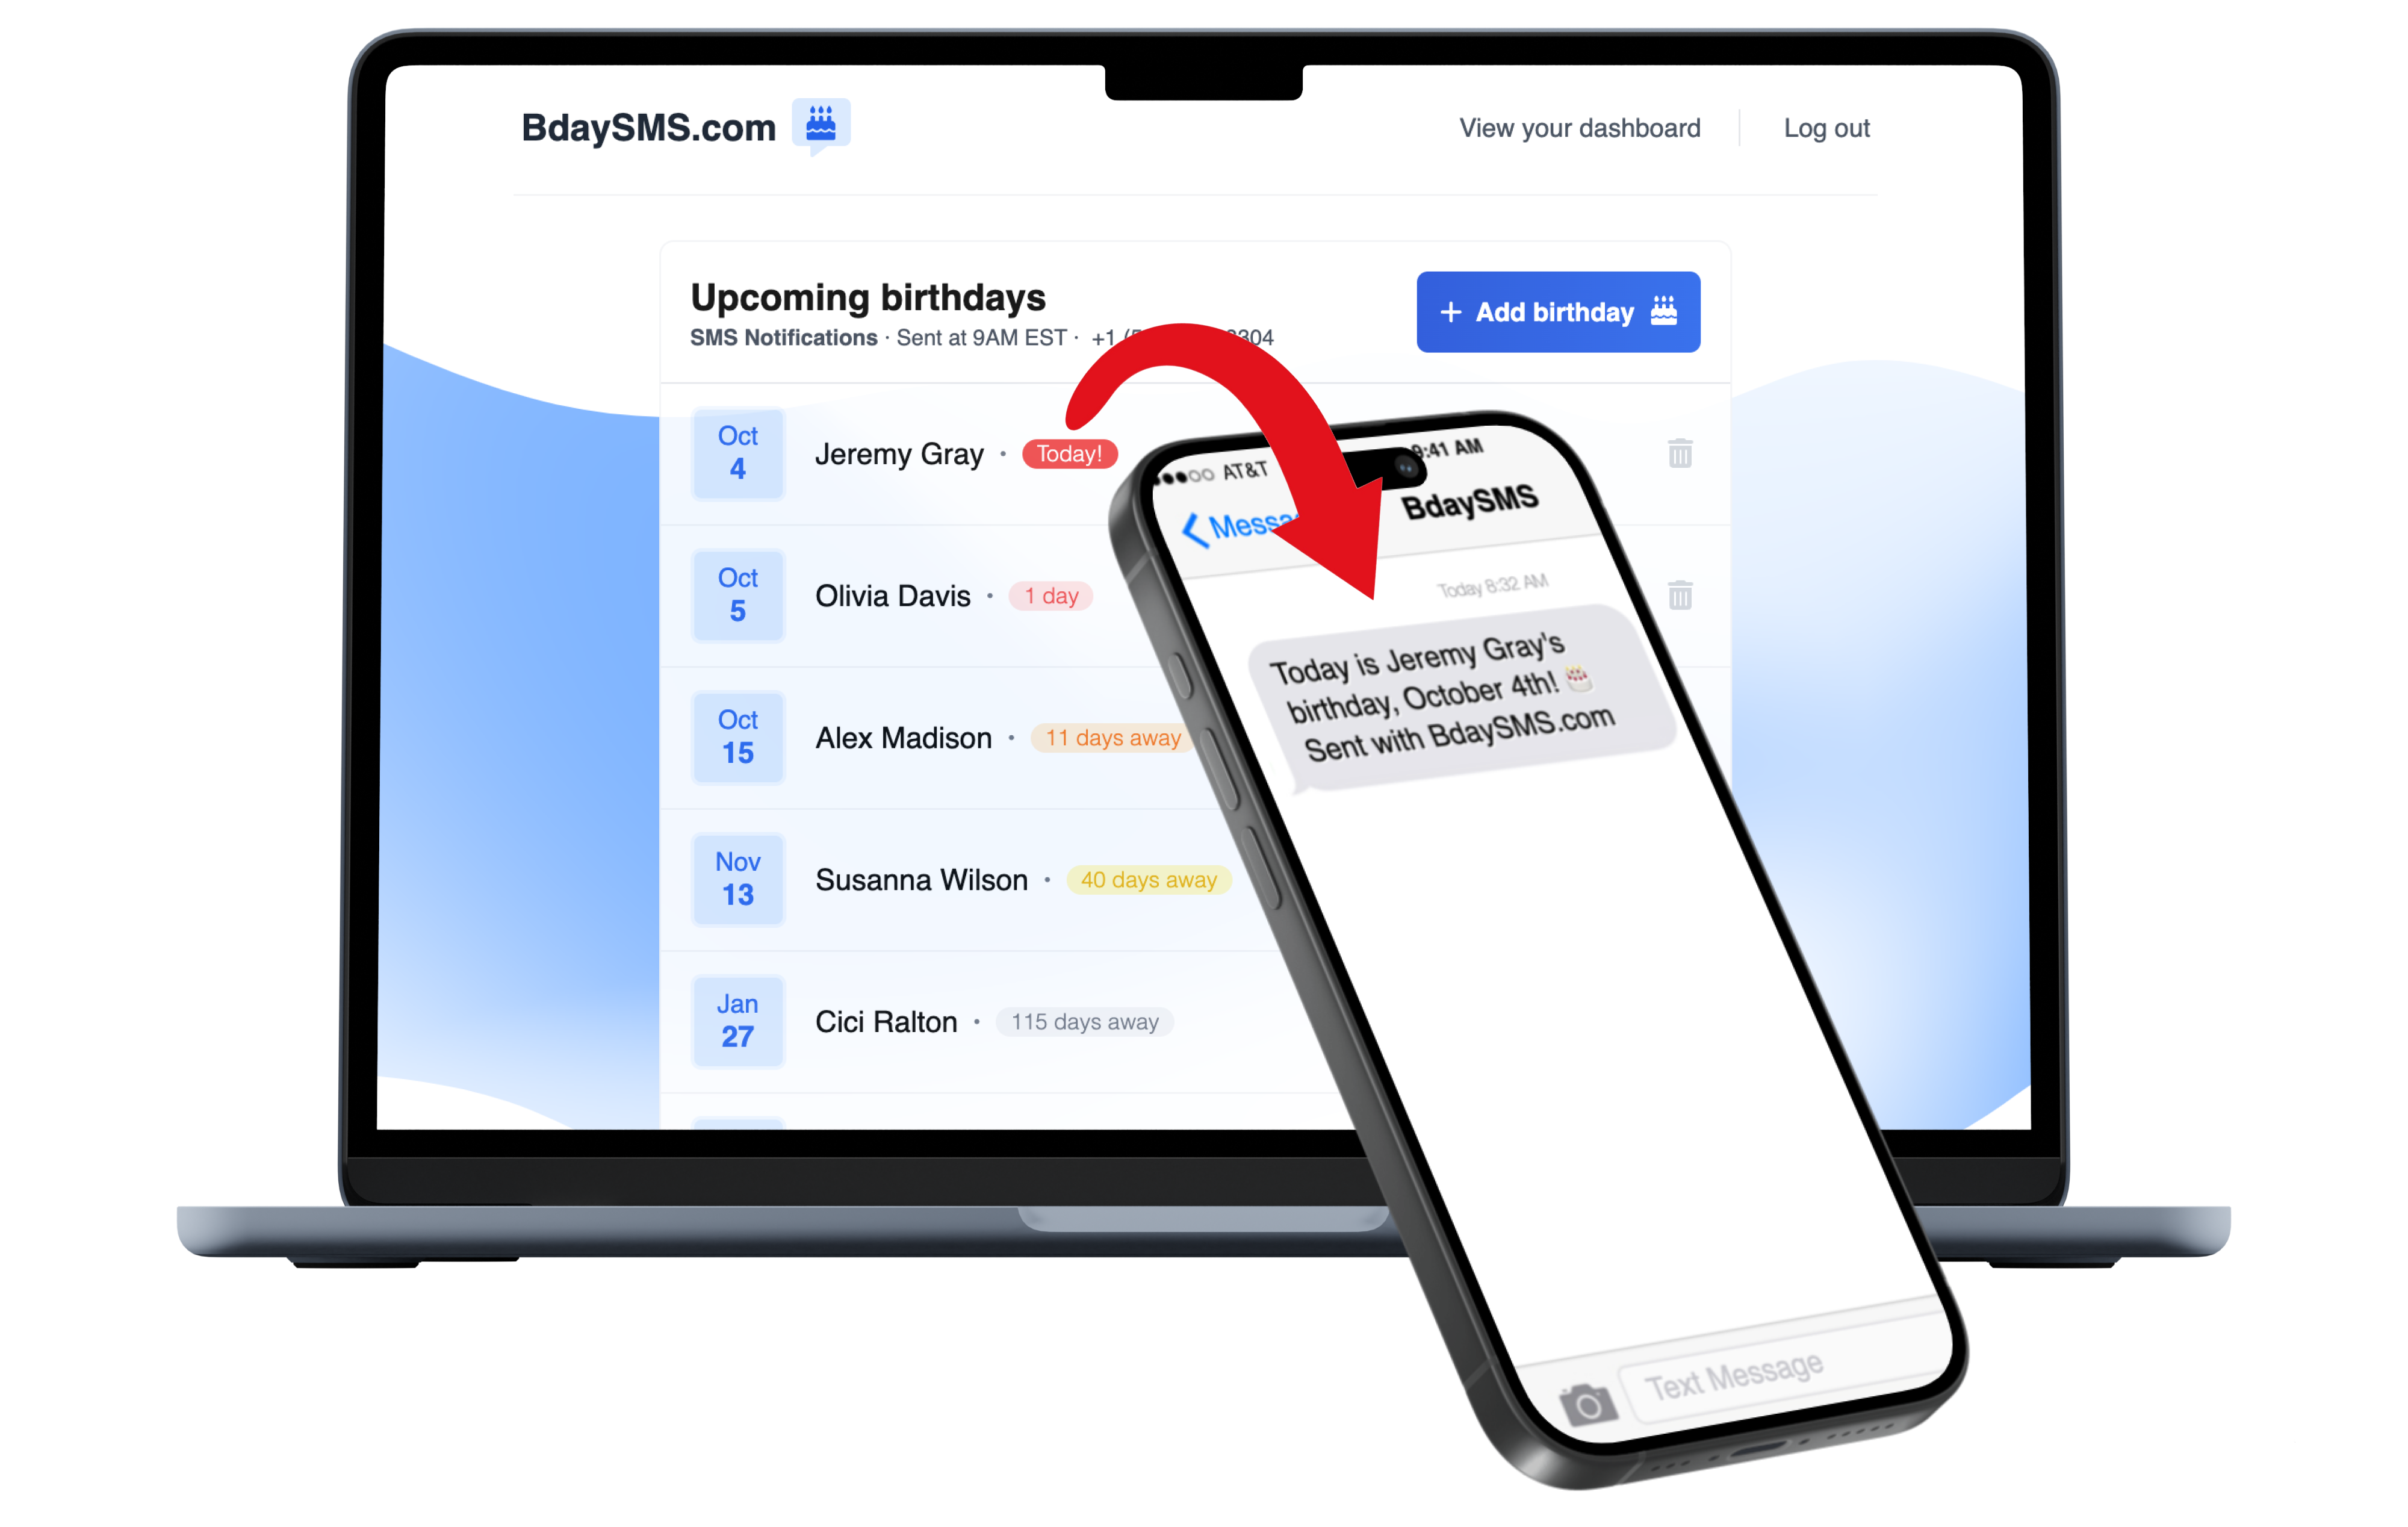 BdaySMS.com
View your dashboard
Log out
Upcoming birthdays
SMS Notifications · Sent at 9AM EST · +1 304
+ Add birthday
Oct
4
Jeremy Gray · Today!
Oct
5
Olivia Davis · 1 day
Oct
15
Alex Madison · 11 days away
Nov
13
Susanna Wilson · 40 days away
Jan
27
Cici Ralton · 115 days away
AT&T
9:41 AM
BdaySMS
Today 8:32 AM
Today is Jeremy Gray's
birthday, October 4th! 🎂
Sent with BdaySMS.com
Text Message